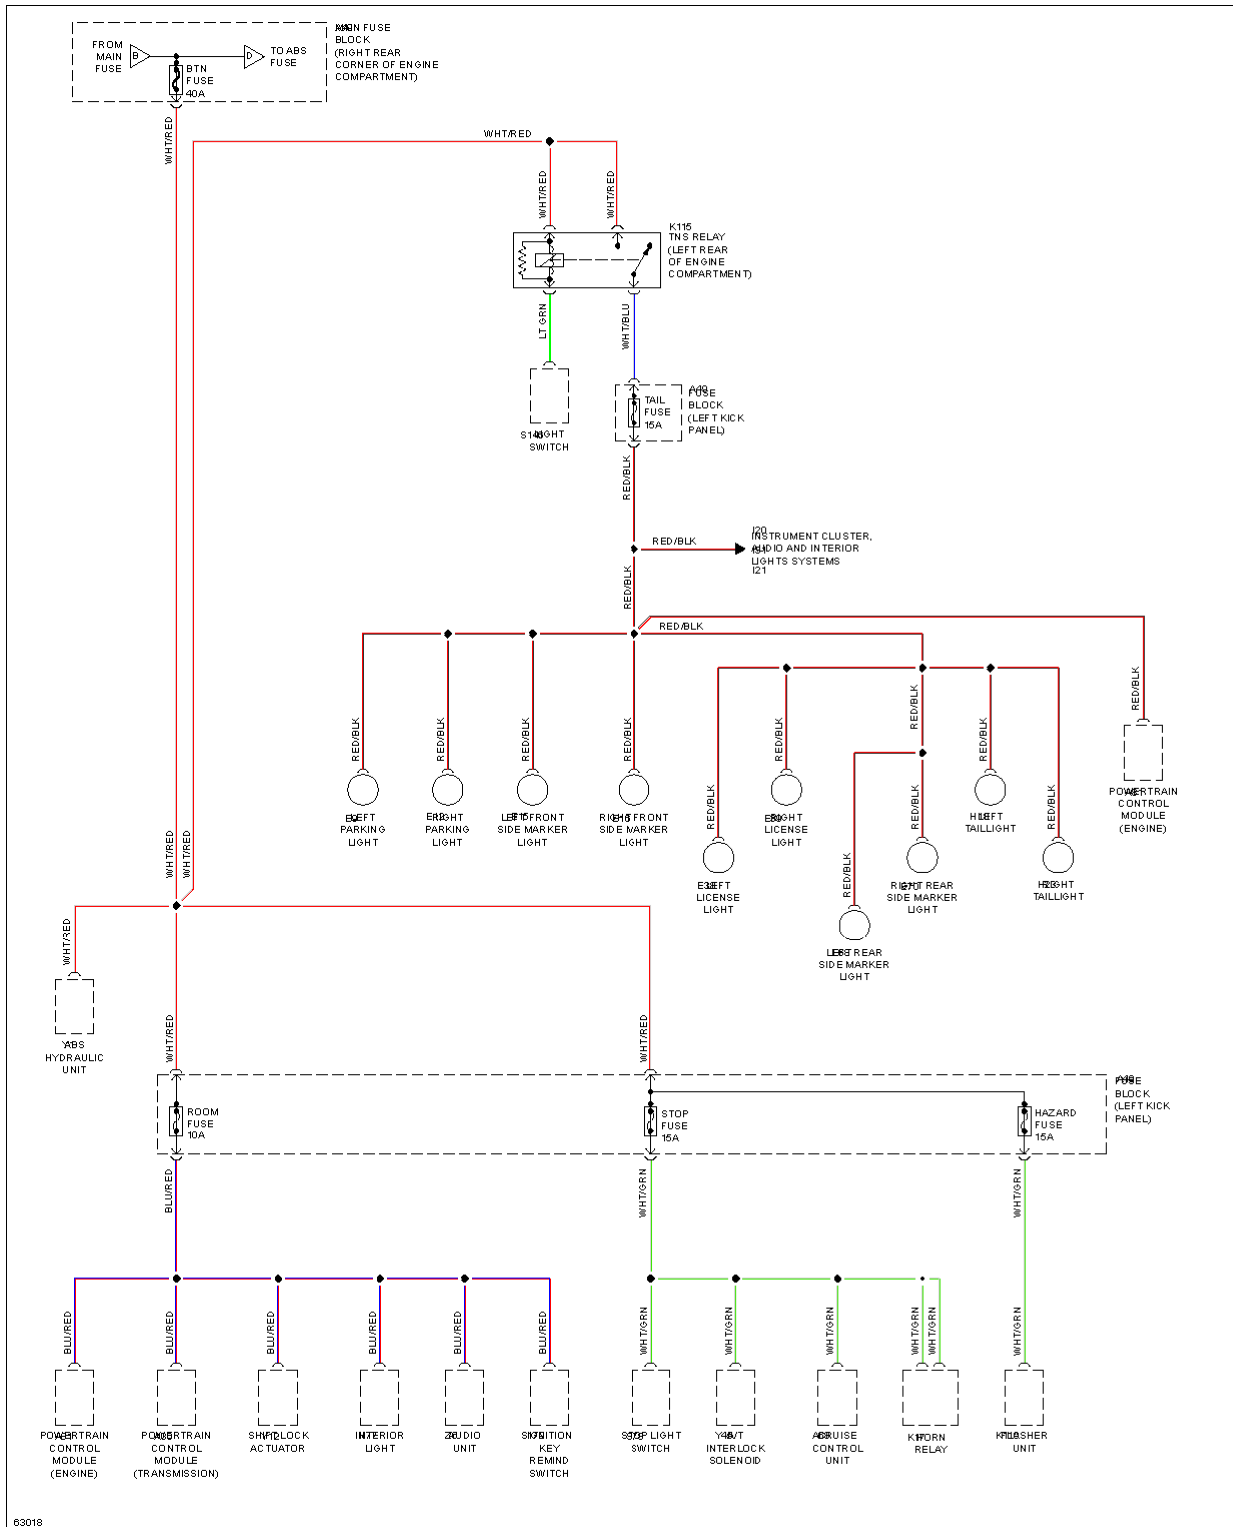 MAIN FUSE
BLOCK
(RIGHT REAR
CORNER OF ENGINE
COMPARTMENT)
FROM
MAIN
FUSE
B
D
TO ABS
FUSE
BTN
FUSE
40A
WHT/RED
WHT/RED
WHT/RED
WHT/RED
K115
TNS RELAY
(LEFT REAR
OF ENGINE
COMPARTMENT)
LT GRN
WHT/BLU
A49
FUSE
BLOCK
(LEFT KICK
PANEL)
TAIL
FUSE
15A
LIGHT
SWITCH
RED/BLK
RED/BLK
I20
INSTRUMENT CLUSTER,
AUDIO AND INTERIOR
LIGHTS SYSTEMS
I21
RED/BLK
RED/BLK
RED/BLK
RED/BLK
RED/BLK
RED/BLK
RED/BLK
RED/BLK
RED/BLK
RED/BLK
LEFT
PARKING
LIGHT
RIGHT
PARKING
LIGHT
LEFT FRONT
SIDE MARKER
LIGHT
RIGHT FRONT
SIDE MARKER
LIGHT
RIGHT
LICENSE
LIGHT
LEFT
TAILLIGHT
POWERTRAIN
CONTROL
MODULE
(ENGINE)
RED/BLK
RED/BLK
RED/BLK
RED/BLK
LEFT
LICENSE
LIGHT
RIGHT REAR
SIDE MARKER
LIGHT
RIGHT
TAILLIGHT
LEFT REAR
SIDE MARKER
LIGHT
WHT/RED
WHT/RED
WHT/RED
ABS
HYDRAULIC
UNIT
WHT/RED
WHT/RED
A49
FUSE
BLOCK
(LEFT KICK
PANEL)
ROOM
FUSE
10A
STOP
FUSE
15A
HAZARD
FUSE
15A
BLU/RED
WHT/GRN
WHT/GRN
BLU/RED
BLU/RED
BLU/RED
BLU/RED
BLU/RED
BLU/RED
WHT/GRN
WHT/GRN
WHT/GRN
WHT/GRN
WHT/GRN
WHT/GRN
POWERTRAIN
CONTROL
MODULE
(ENGINE)
POWERTRAIN
CONTROL
MODULE
(TRANSMISSION)
SHIFT LOCK
ACTUATOR
INTERIOR
LIGHT
AUDIO
UNIT
IGNITION
KEY
REMIND
SWITCH
STOP LIGHT
SWITCH
A/T
INTERLOCK
SOLENOID
CRUISE
CONTROL
UNIT
HORN
RELAY
FLASHER
UNIT
63018